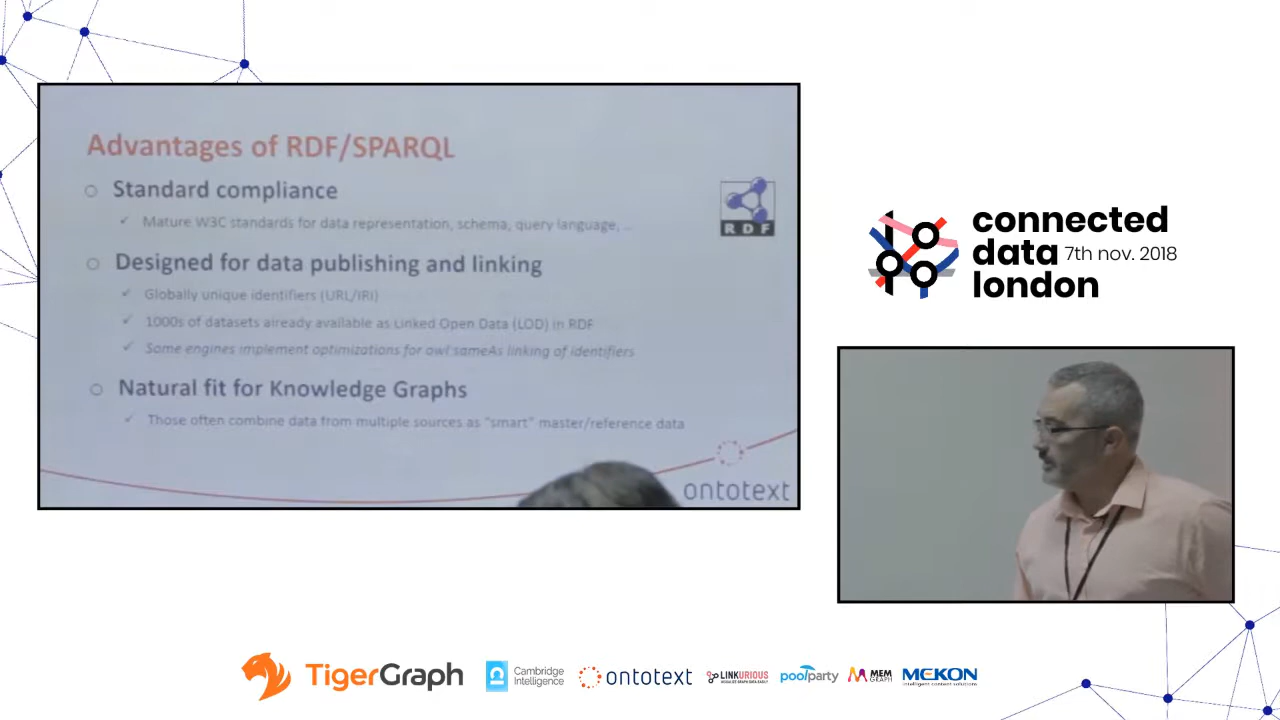 Advantages of RDF/SPARQL
Standard compliance
Mature W3C standards for data representation, schema, query language, ...
RDF
Designed for data publishing and linking
Globally unique identifiers (URL/IRI)
1000s of datasets already available as Linked Open Data (LOD) in RDF
Some engines implement optimizations for owl:sameAs linking of identifiers
Natural fit for Knowledge Graphs
Those often combine data from multiple sources as "smart" master/reference data
ontotext
connected
data 7th nov. 2018
london
TigerGraph
Cambridge
Intelligence
ontotext
LINKURIOUS
poolparty
MEM
GRAPH
MEKON
intelligent content solutions